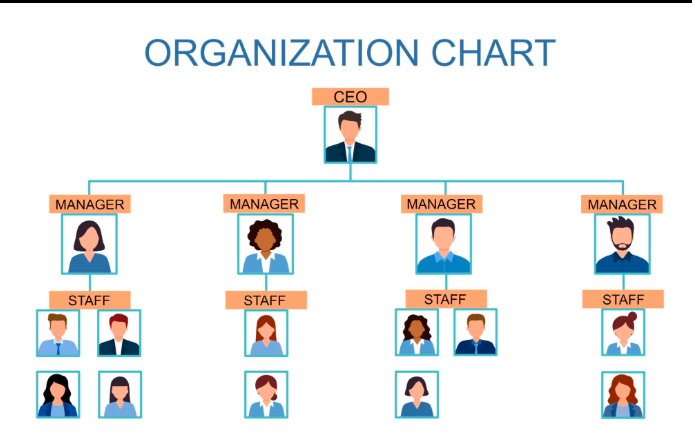 ORGANIZATION CHART
CEO
MANAGER
MANAGER
MANAGER
MANAGER
STAFF
STAFF
STAFF
STAFF